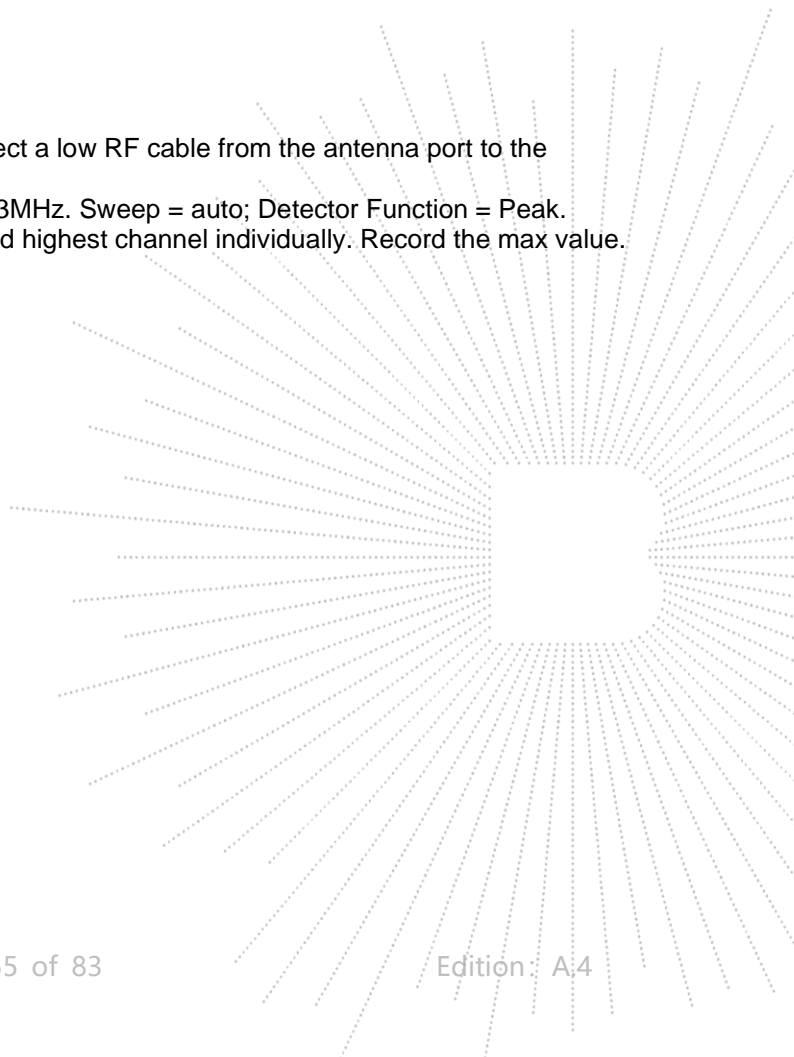 ect a low RF cable from the antenna port to the
3MHz. Sweep = auto; Detector Function = Peak.
d highest channel individually. Record the max value.
5 of 83 Edition: A.4